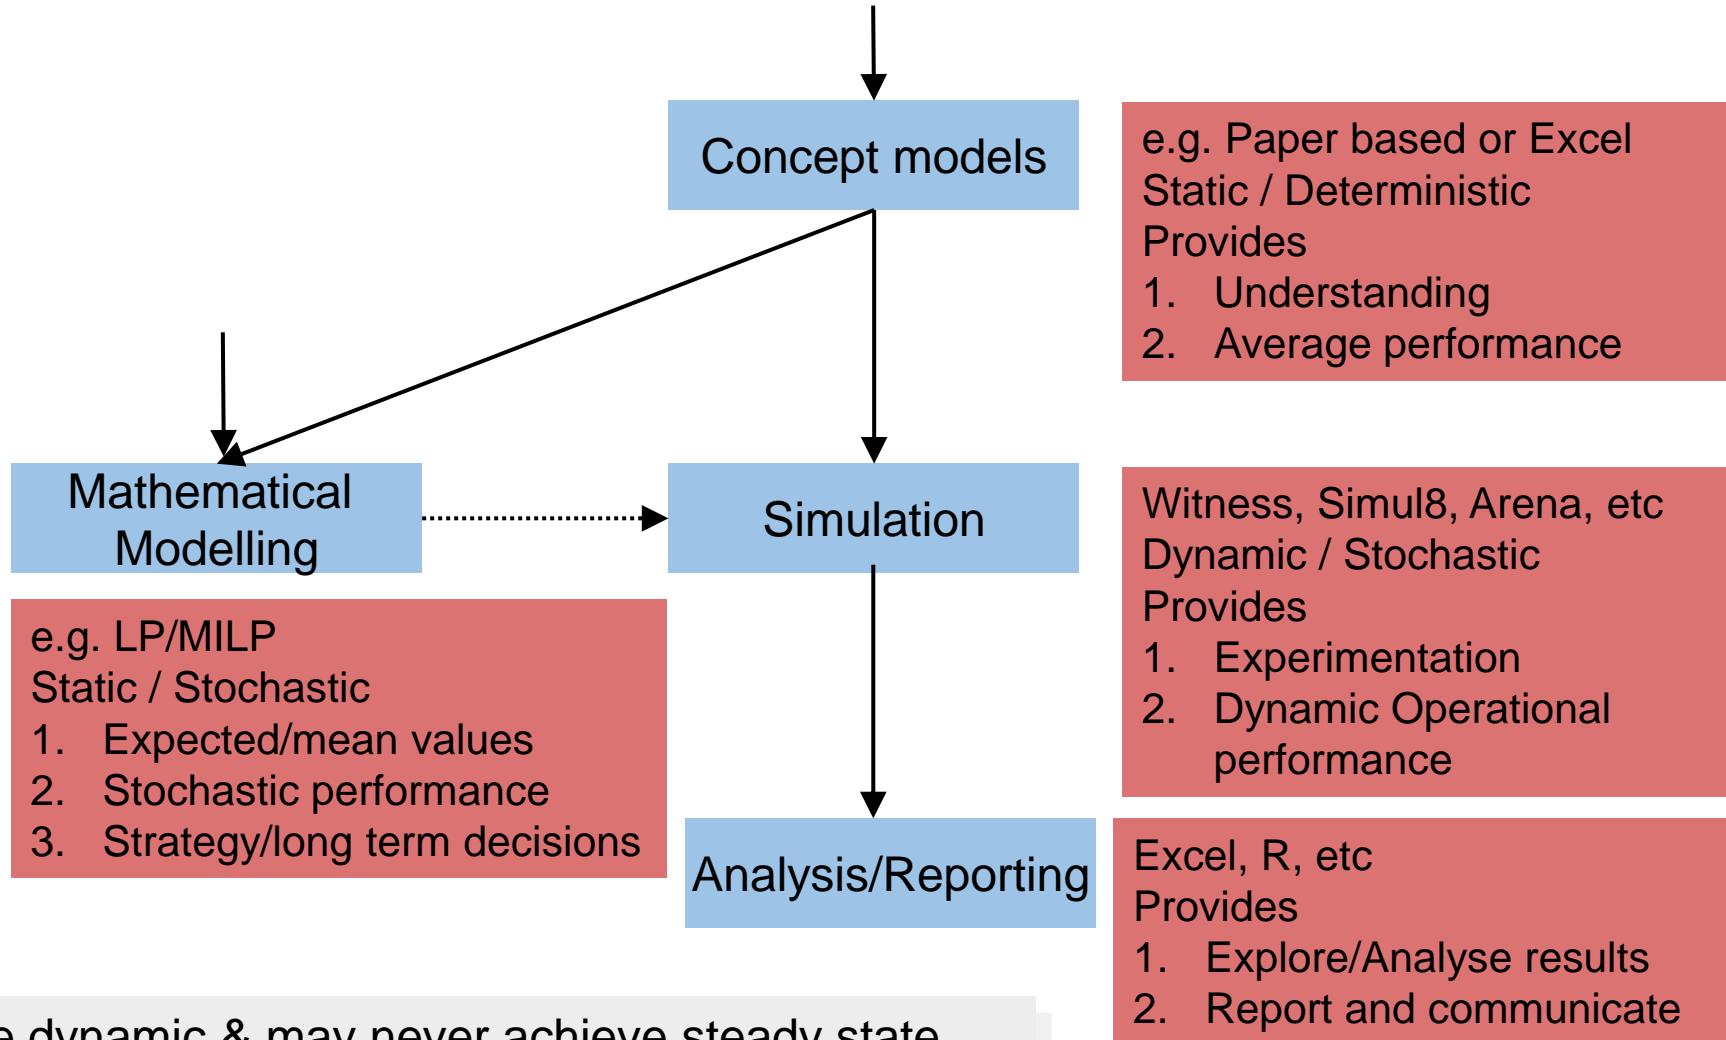 Concept models
e.g. Paper based or Excel
Static / Deterministic
Provides
1. Understanding
2. Average performance
Mathematical
Modelling
Simulation
Witness, Simul8, Arena, etc
Dynamic / Stochastic
Provides
1. Experimentation
2. Dynamic Operational
performance
e.g. LP/MILP
Static / Stochastic
1. Expected/mean values
2. Stochastic performance
3. Strategy/long term decisions
Analysis/Reporting
Excel, R, etc
Provides
1. Explore/Analyse results
2. Report and communicate
dynamic & may never achieve steady state